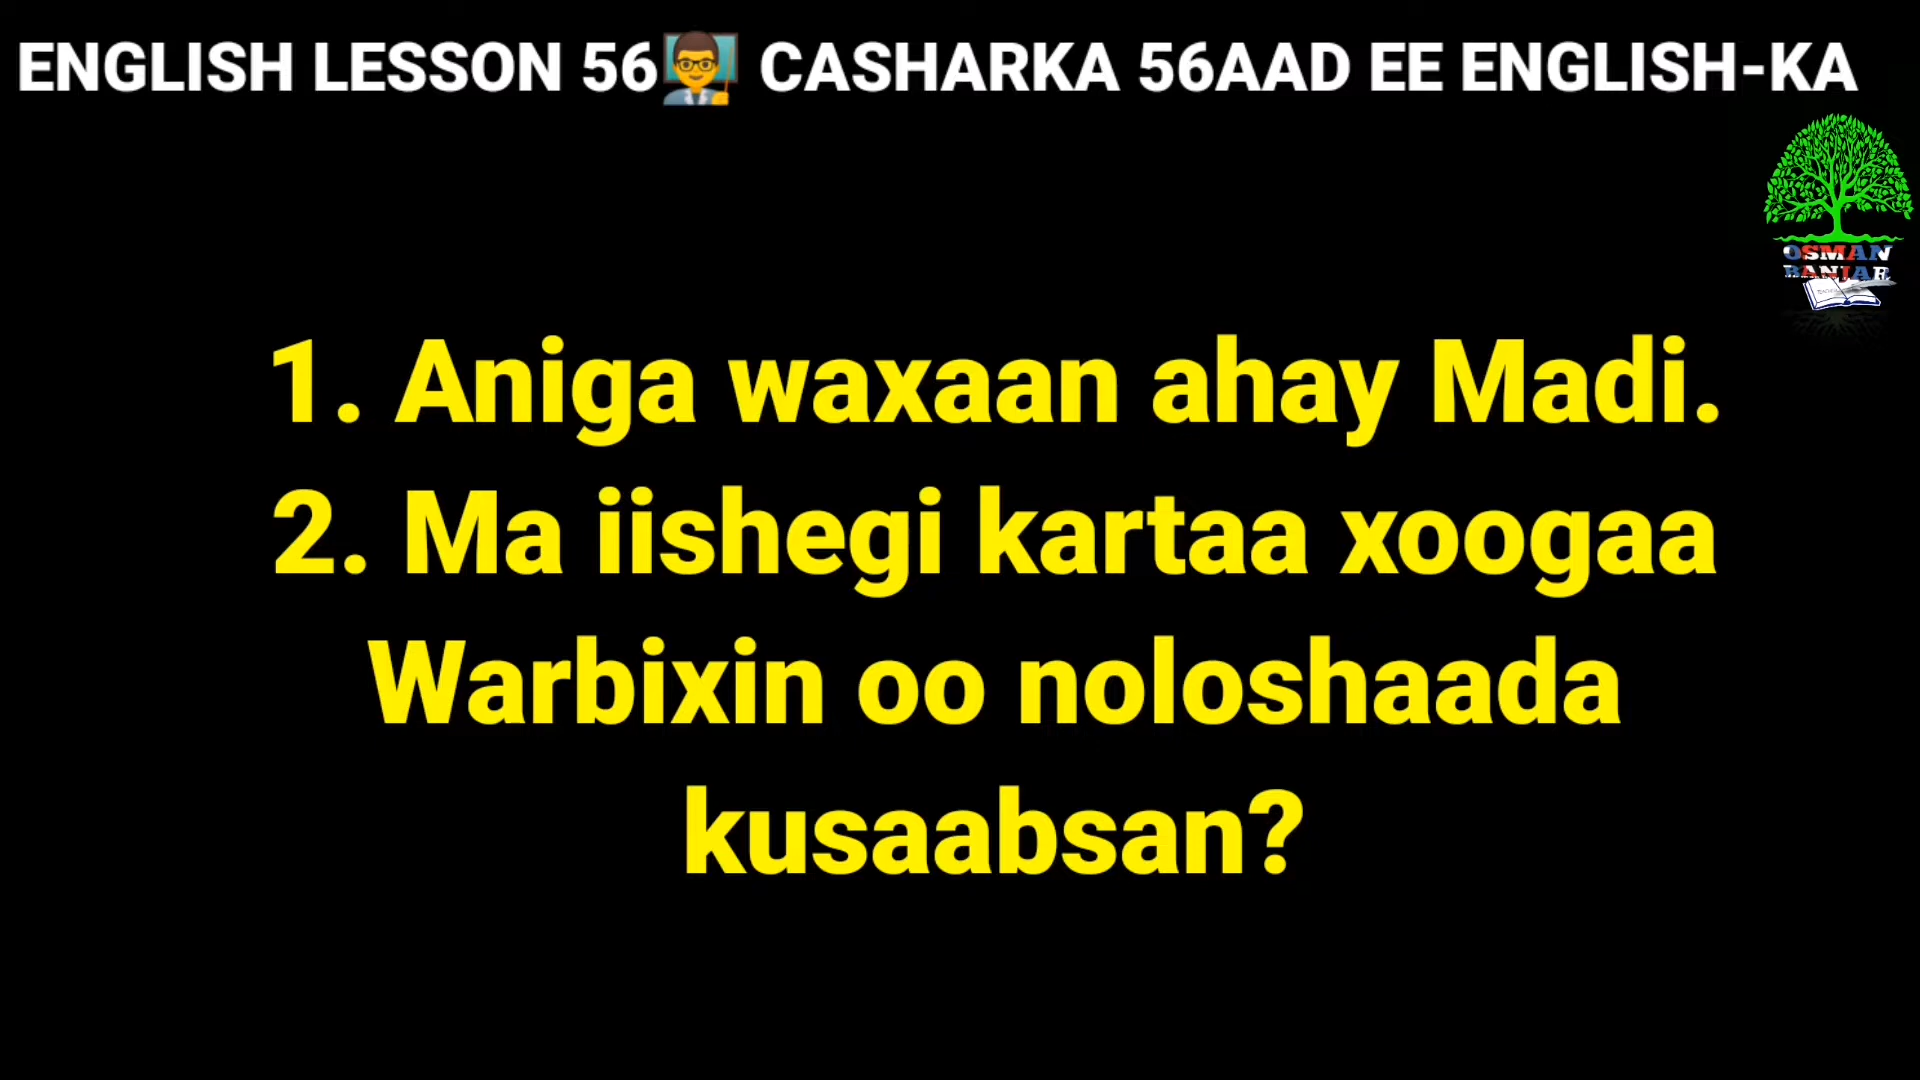 ENGLISH LESSON 56👨‍🏫 CASHARKA 56AAD EE ENGLISH-KA
OSMAN
BANJAR
1. Aniga waxaan ahay Madi.
2. Ma iishegi kartaa xoogaa
Warbixin oo noloshaada
kusaabsan?